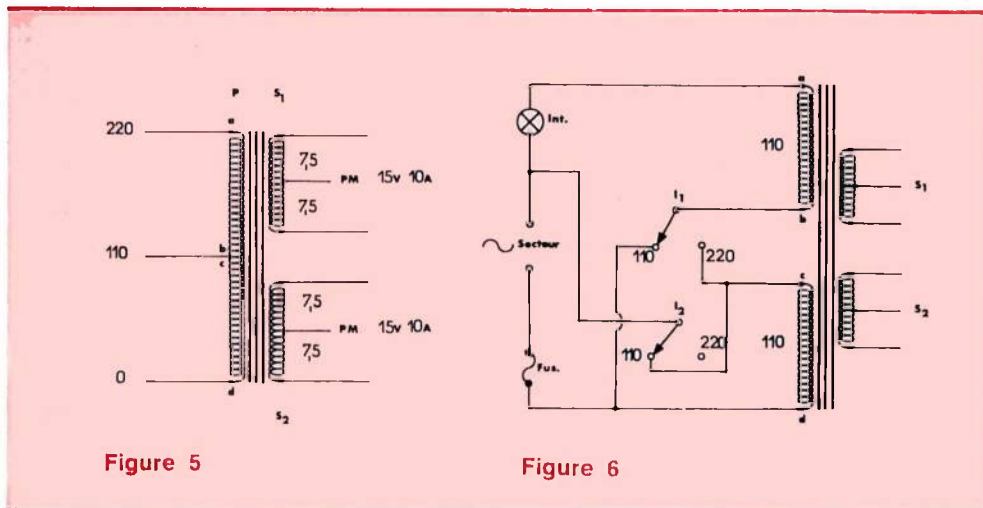 P S1
a
220
7,5
PM 15v 10A
7,5
110
b
c
7,5
PM 15v 10A
7,5
0
d
S2
Figure 5
a
Int.
110
I1
S1
b
Secteur
110
220
c
I2
S2
110
220
110
Fus.
d
Figure 6